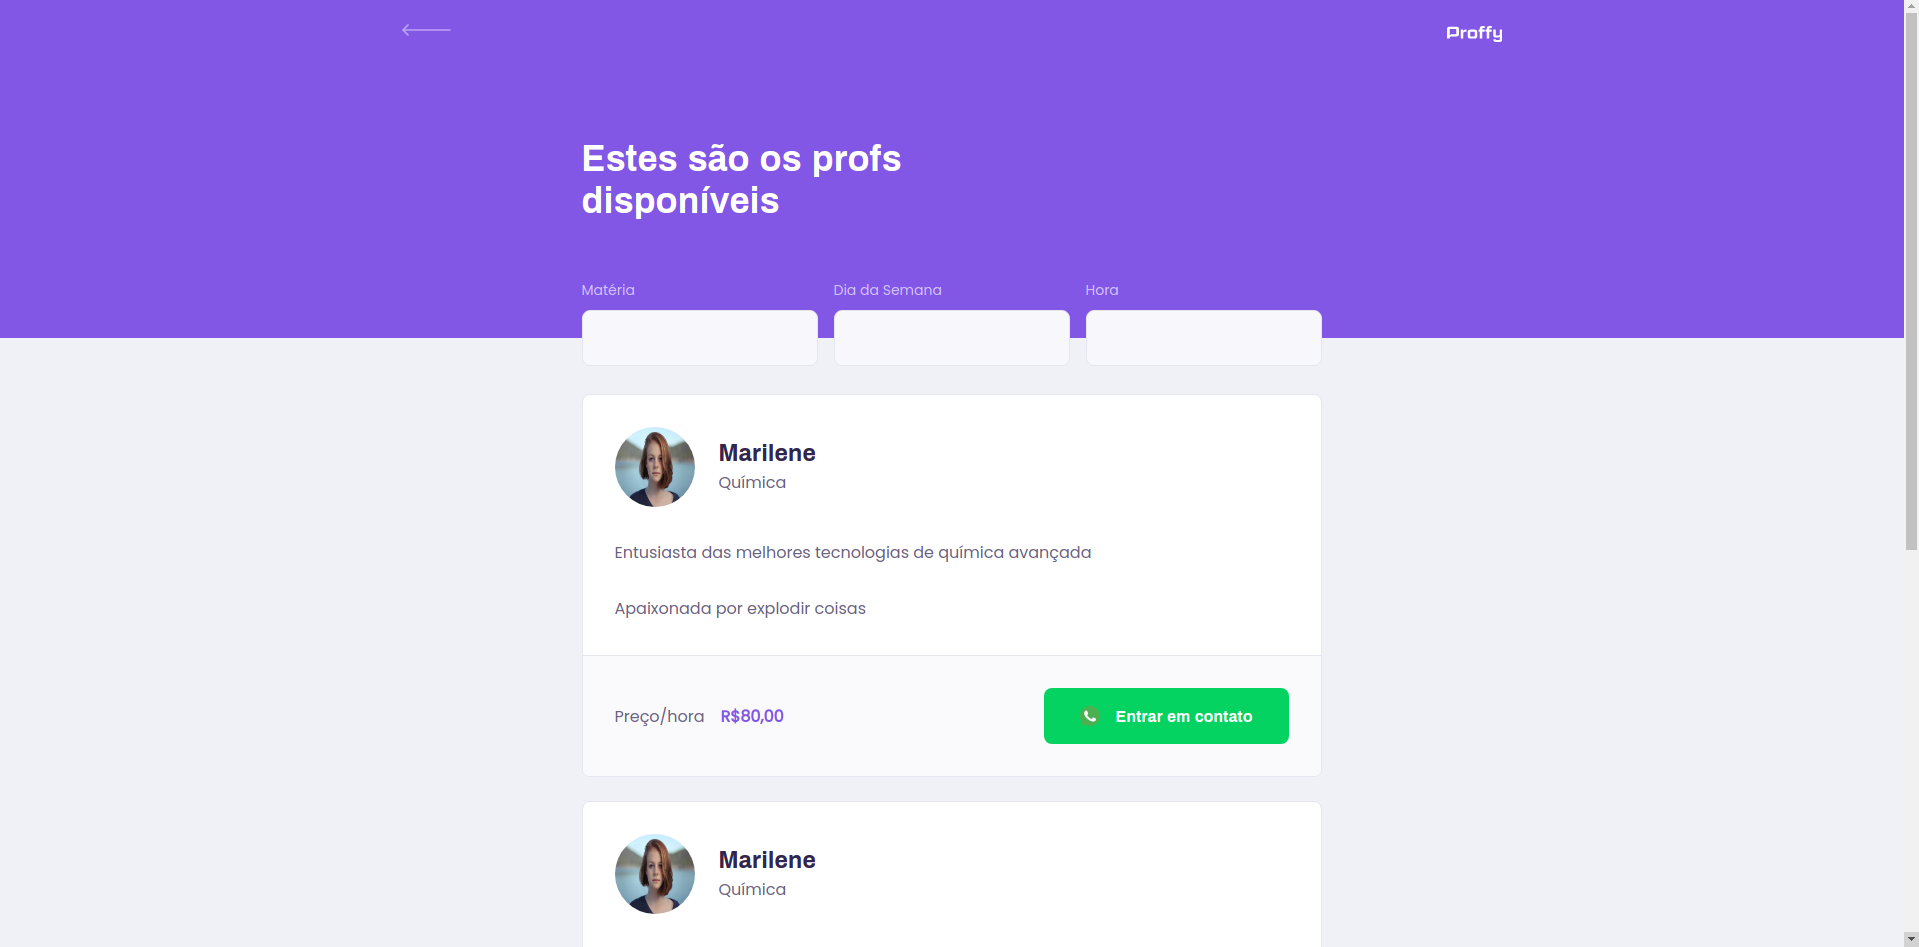 Proffy
Estes são os profs
disponíveis
Matéria
Dia da Semana
Hora
Marilene
Química
Entusiasta das melhores tecnologias de química avançada
Apaixonada por explodir coisas
Preço/hora R$80,00
Entrar em contato
Marilene
Química